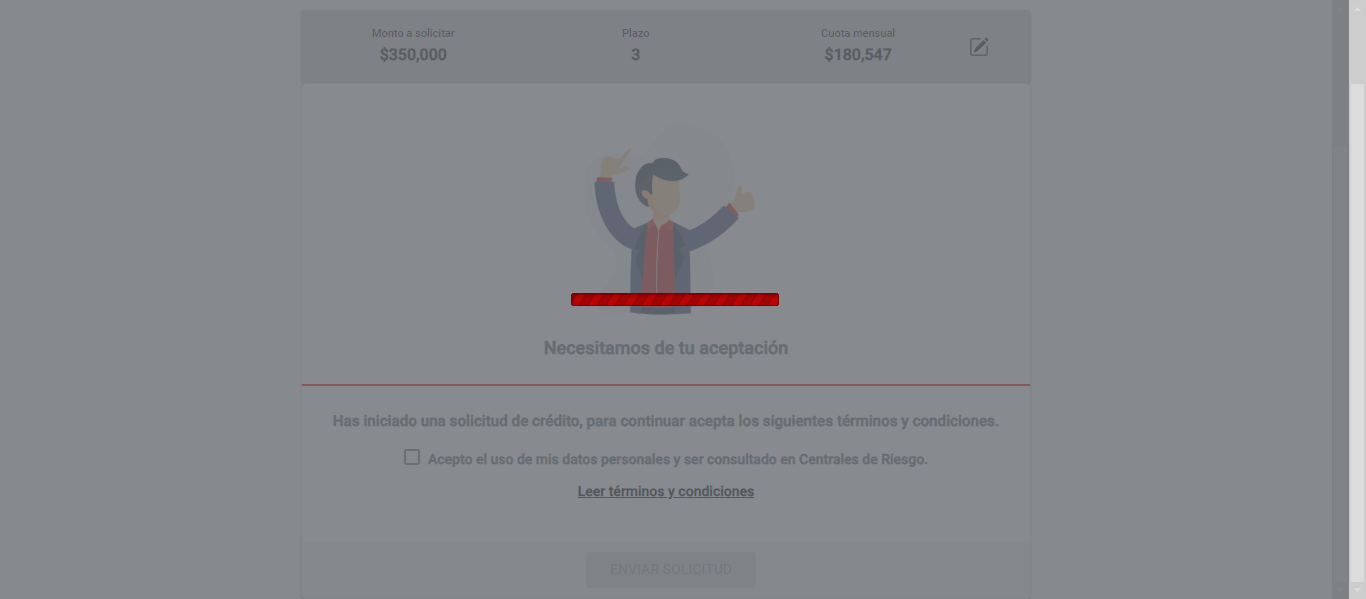 Monto a solicitar Plazo Cuota mensual
$350,000 3 $180,547
Necesitamos de tu aceptación
Has iniciado una solicitud de crédito, para continuar acepta los siguientes términos y condiciones.
Acepto el uso de mis datos personales y ser consultado en Centrales de Riesgo.
Leer términos y condiciones
ENVIAR SOLICITUD